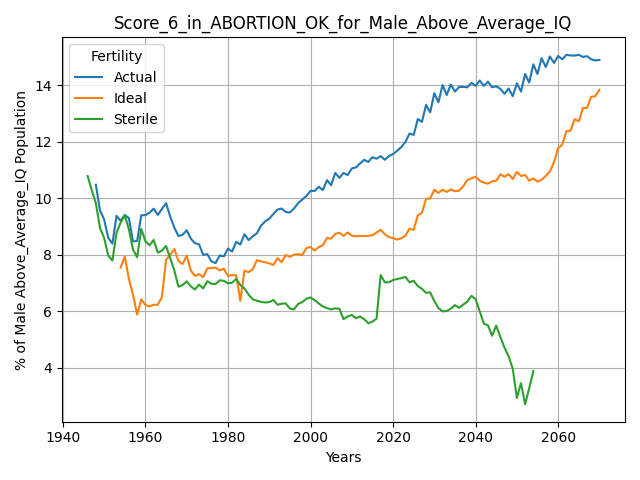 Score_6_in_ABORTION_OK_for_Male_Above_Average_IQ
Fertility
Actual
Ideal
Sterile
% of Male Above_Average_IQ Population
14
12
10
8
6
4
1940 1960 1980 2000 2020 2040 2060
Years